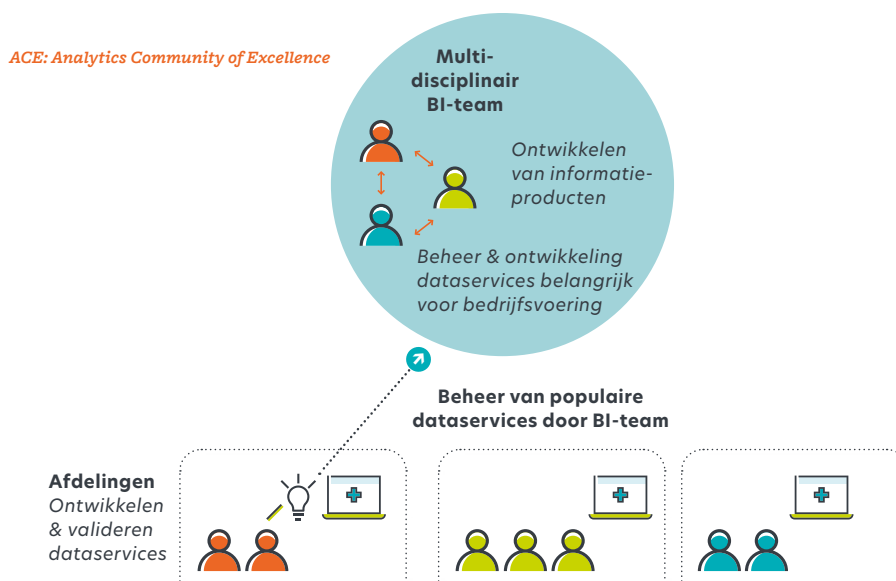 ACE: Analytics Community of Excellence
Multi-
disciplinair
BI-team
Ontwikkelen
van informatie-
producten
Beheer & ontwikkeling
dataservices belangrijk
voor bedrijfsvoering
Beheer van populaire
dataservices door BI-team
Afdelingen
Ontwikkelen
& valideren
dataservices